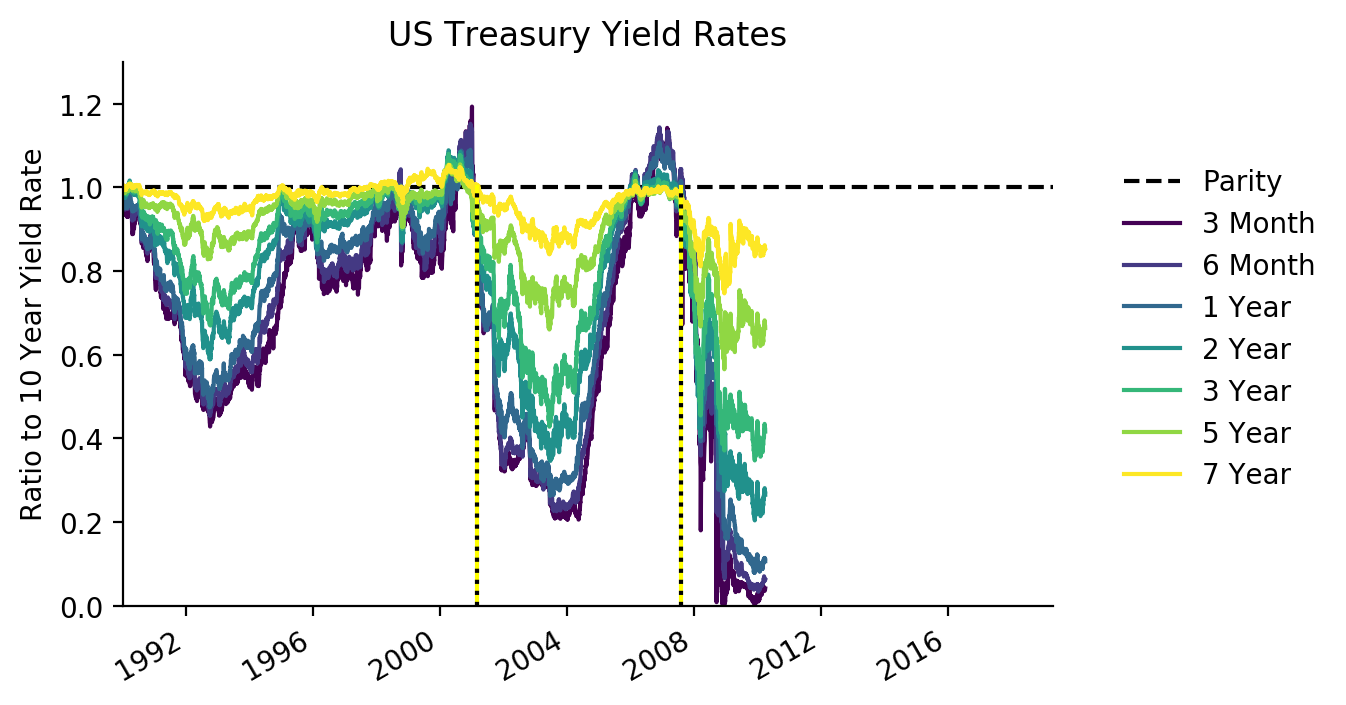 US Treasury Yield Rates
Ratio to 10 Year Yield Rate
1.2
1.0
0.8
0.6
0.4
0.2
0.0
1992
1996
2000
2004
2008
2012
2016
Parity
3 Month
6 Month
1 Year
2 Year
3 Year
5 Year
7 Year